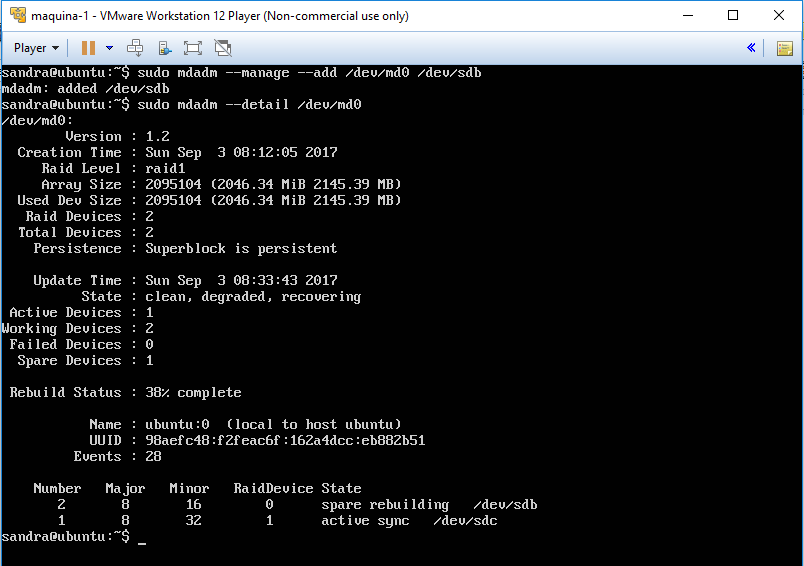 maquina-1 - VMware Workstation 12 Player (Non-commercial use only)
Player
sandra@ubuntu:~$ sudo mdadm --manage --add /dev/md0 /dev/sdb
mdadm: added /dev/sdb
sandra@ubuntu:~$ sudo mdadm --detail /dev/md0
/dev/md0:
        Version : 1.2
  Creation Time : Sun Sep  3 08:12:05 2017
     Raid Level : raid1
     Array Size : 2095104 (2046.34 MiB 2145.39 MB)
  Used Dev Size : 2095104 (2046.34 MiB 2145.39 MB)
   Raid Devices : 2
  Total Devices : 2
    Persistence : Superblock is persistent
    Update Time : Sun Sep  3 08:33:43 2017
          State : clean, degraded, recovering
 Active Devices : 1
Working Devices : 2
 Failed Devices : 0
  Spare Devices : 1
 Rebuild Status : 38% complete
           Name : ubuntu:0  (local to host ubuntu)
           UUID : 98aefc48:f2feac6f:162a4dcc:eb882b51
         Events : 28
    Number   Major   Minor   RaidDevice State
       2       8       16        0      spare rebuilding   /dev/sdb
       1       8       32        1      active sync   /dev/sdc
sandra@ubuntu:~$ _